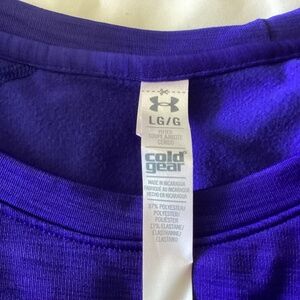 LG/G
FITTED
COUPE AJUSTÉE
CEÑIDO
cold
gear
MADE IN NICARAGUA
FABRIQUÉ AU NICARAGUA
HECHO EN NICARAGUA
87% POLYESTER/
POLYESTER/
POLIÉSTER
13% ELASTANE/
ÉLASTHANNE/
ELASTANO